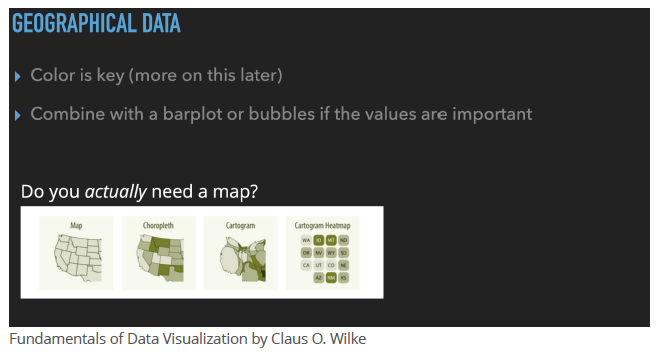 GEOGRAPHICAL DATA
Color is key (more on this later)
Combine with a barplot or bubbles if the values are important
Do you actually need a map?
Map Choropleth Cartogram Cartogram Heatmap
WA ID MT ND
OR NV WY SD
CA UT CO NE
AZ NM KS
Fundamentals of Data Visualization by Claus O. Wilke